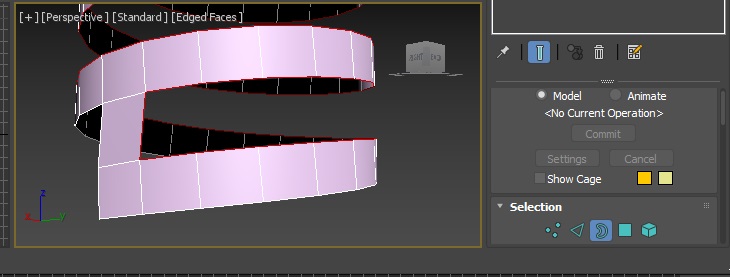 [+] [Perspective] [Standard] [Edged Faces]
Model Animate
<No Current Operation>
Commit
Settings Cancel
Show Cage
Selection
z
x y